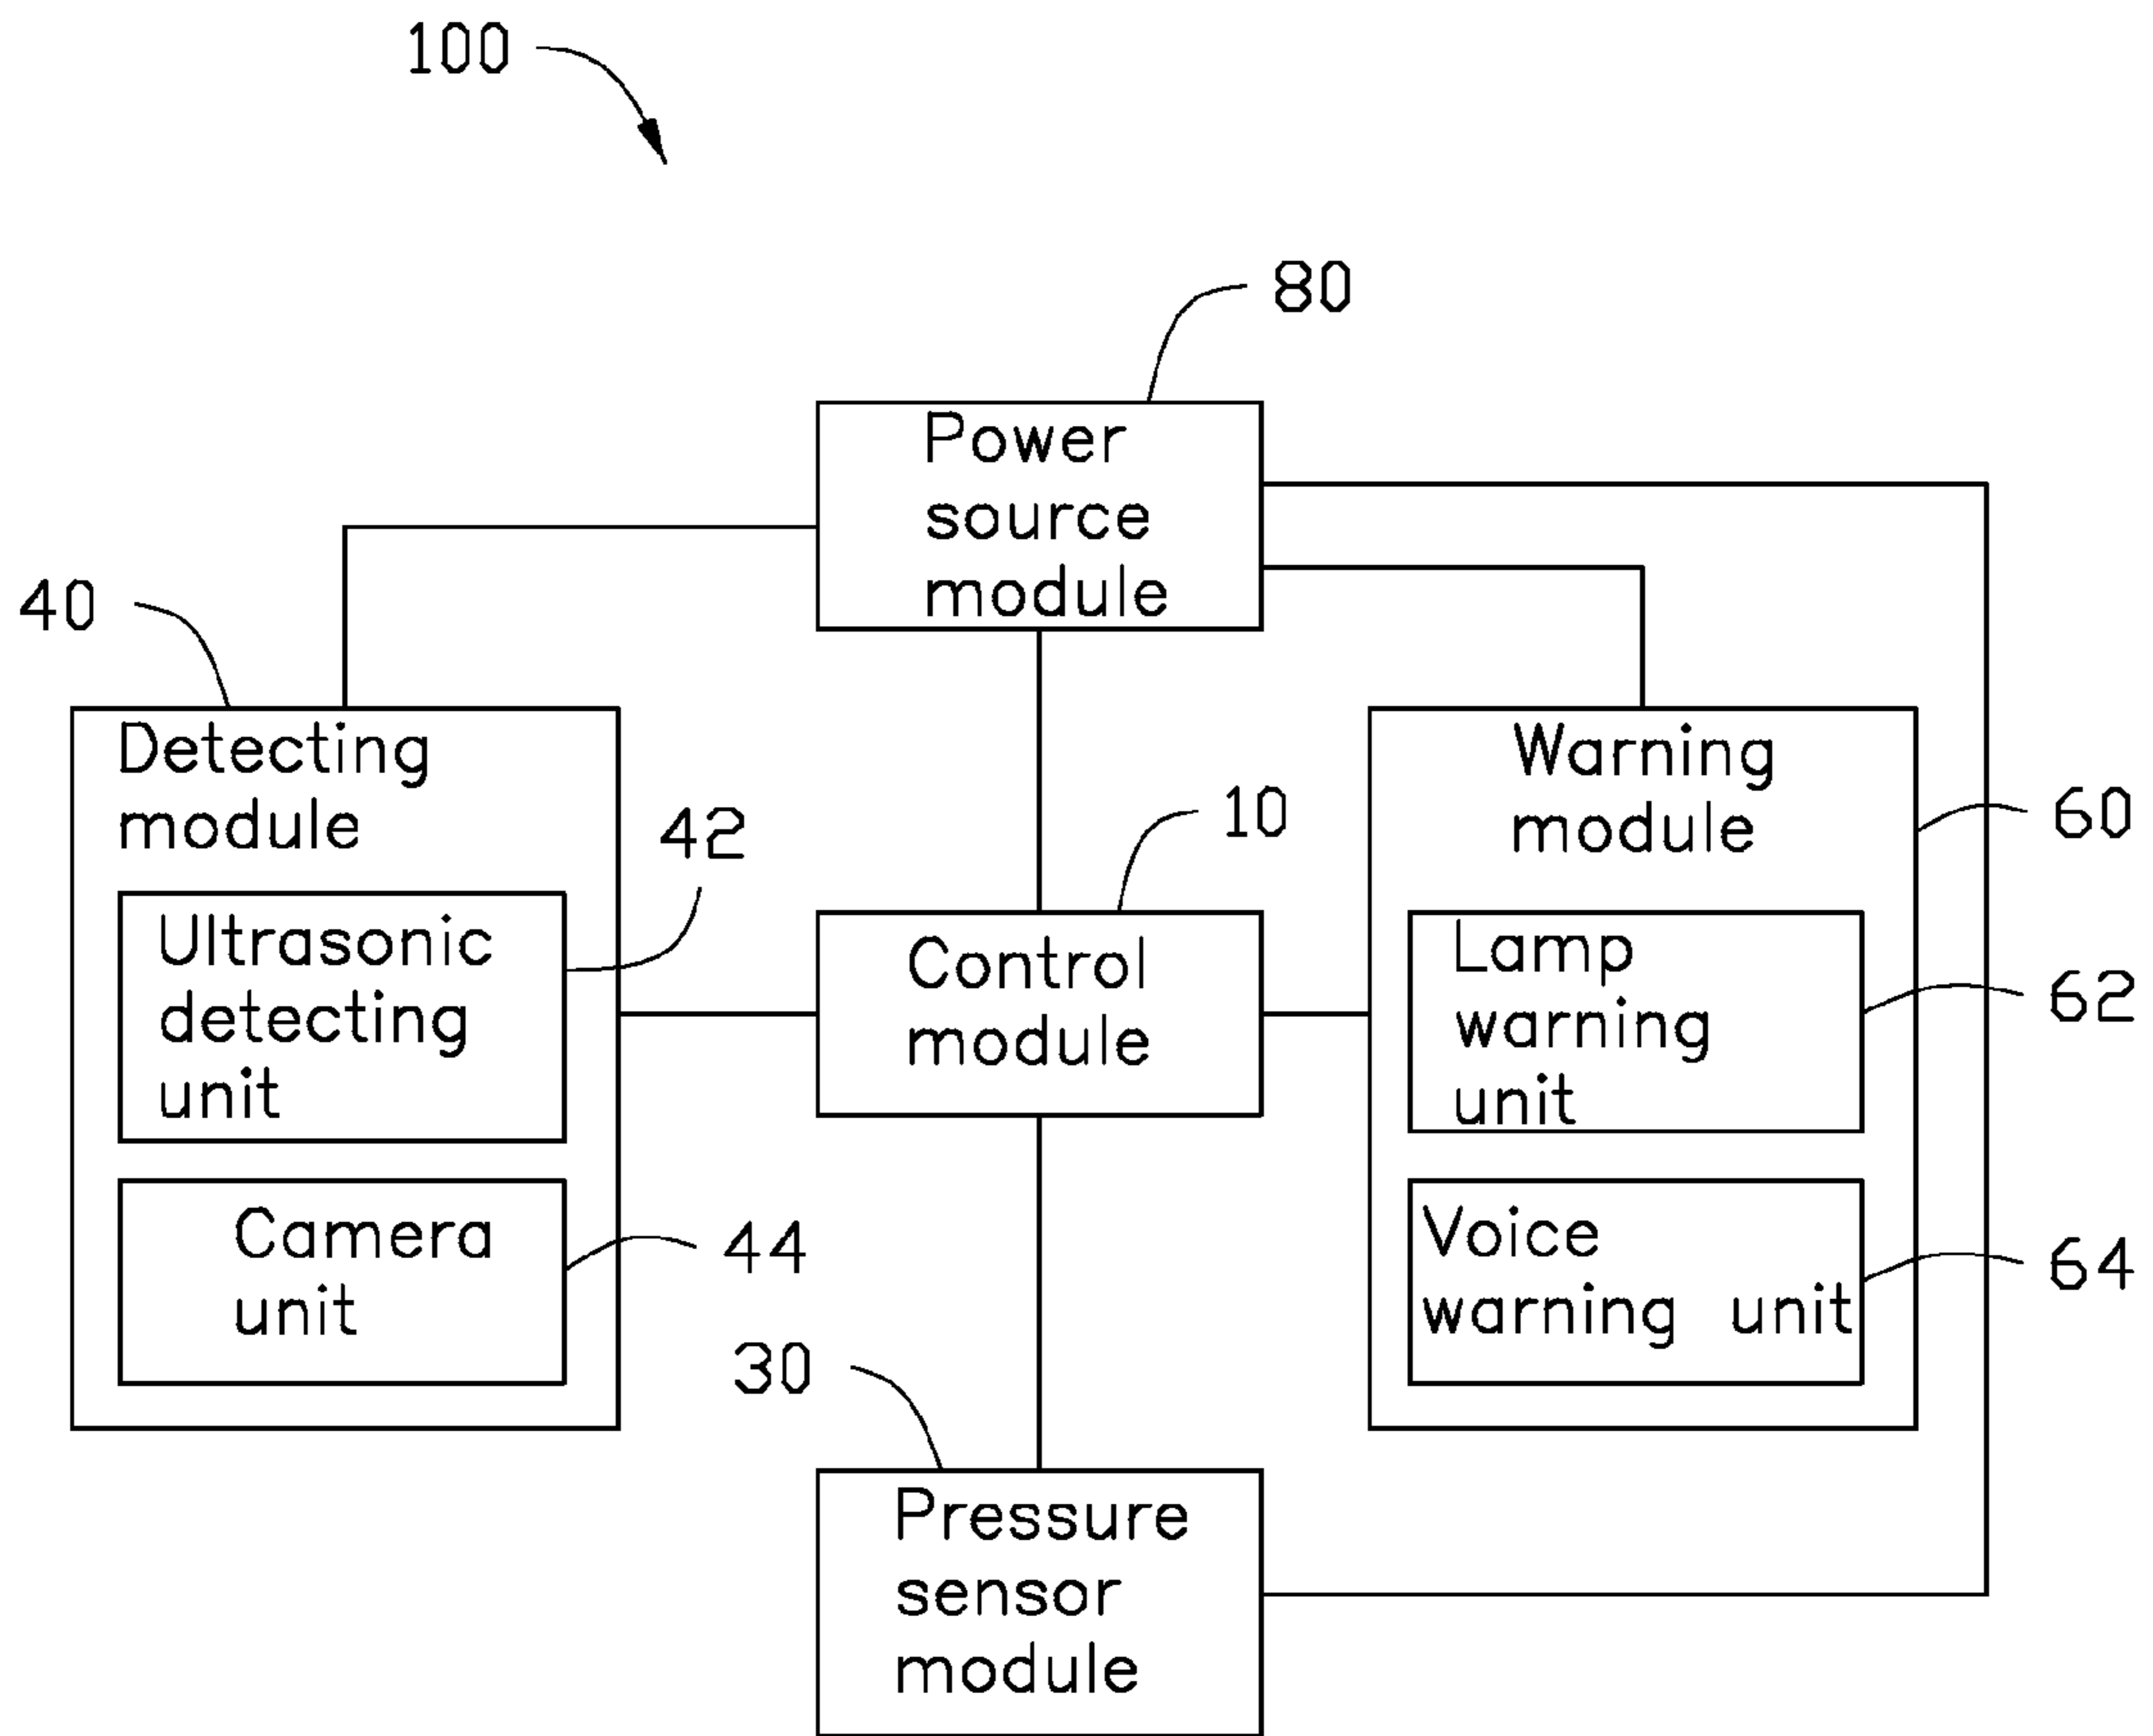 100
80
Power
source
module
40
Detecting
module
42
Ultrasonic
detecting
unit
Camera
unit
44
10
Control
module
Warning
module
60
Lamp
warning
unit
62
Voice
warning unit
64
30
Pressure
sensor
module